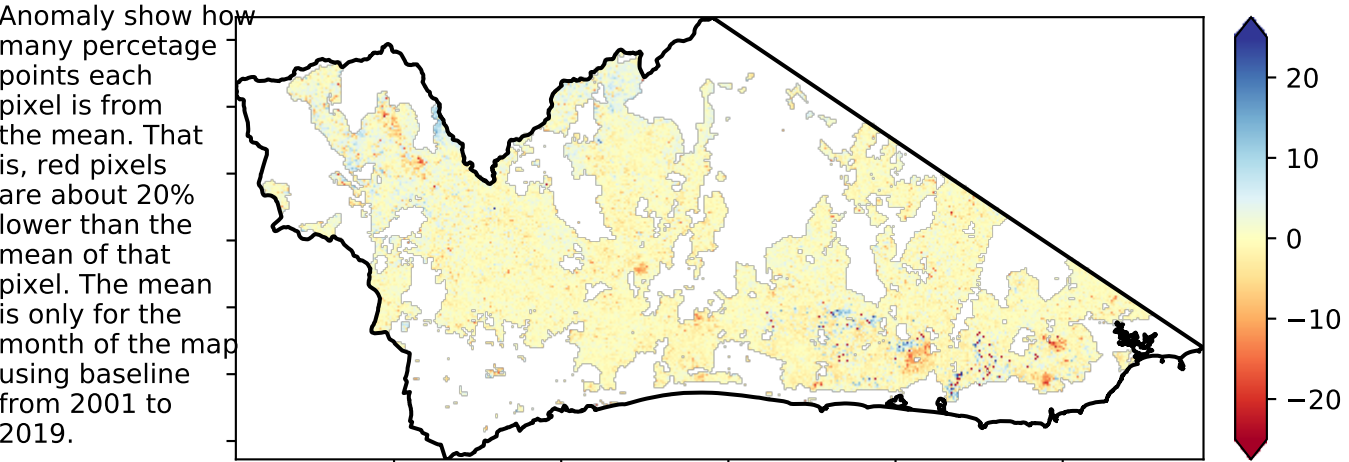 Anomaly show how
many percetage
points each
pixel is from
the mean. That
is, red pixels
are about 20%
lower than the
mean of that
pixel. The mean
is only for the
month of the map
using baseline
from 2001 to
2019.
20
10
0
−10
−20